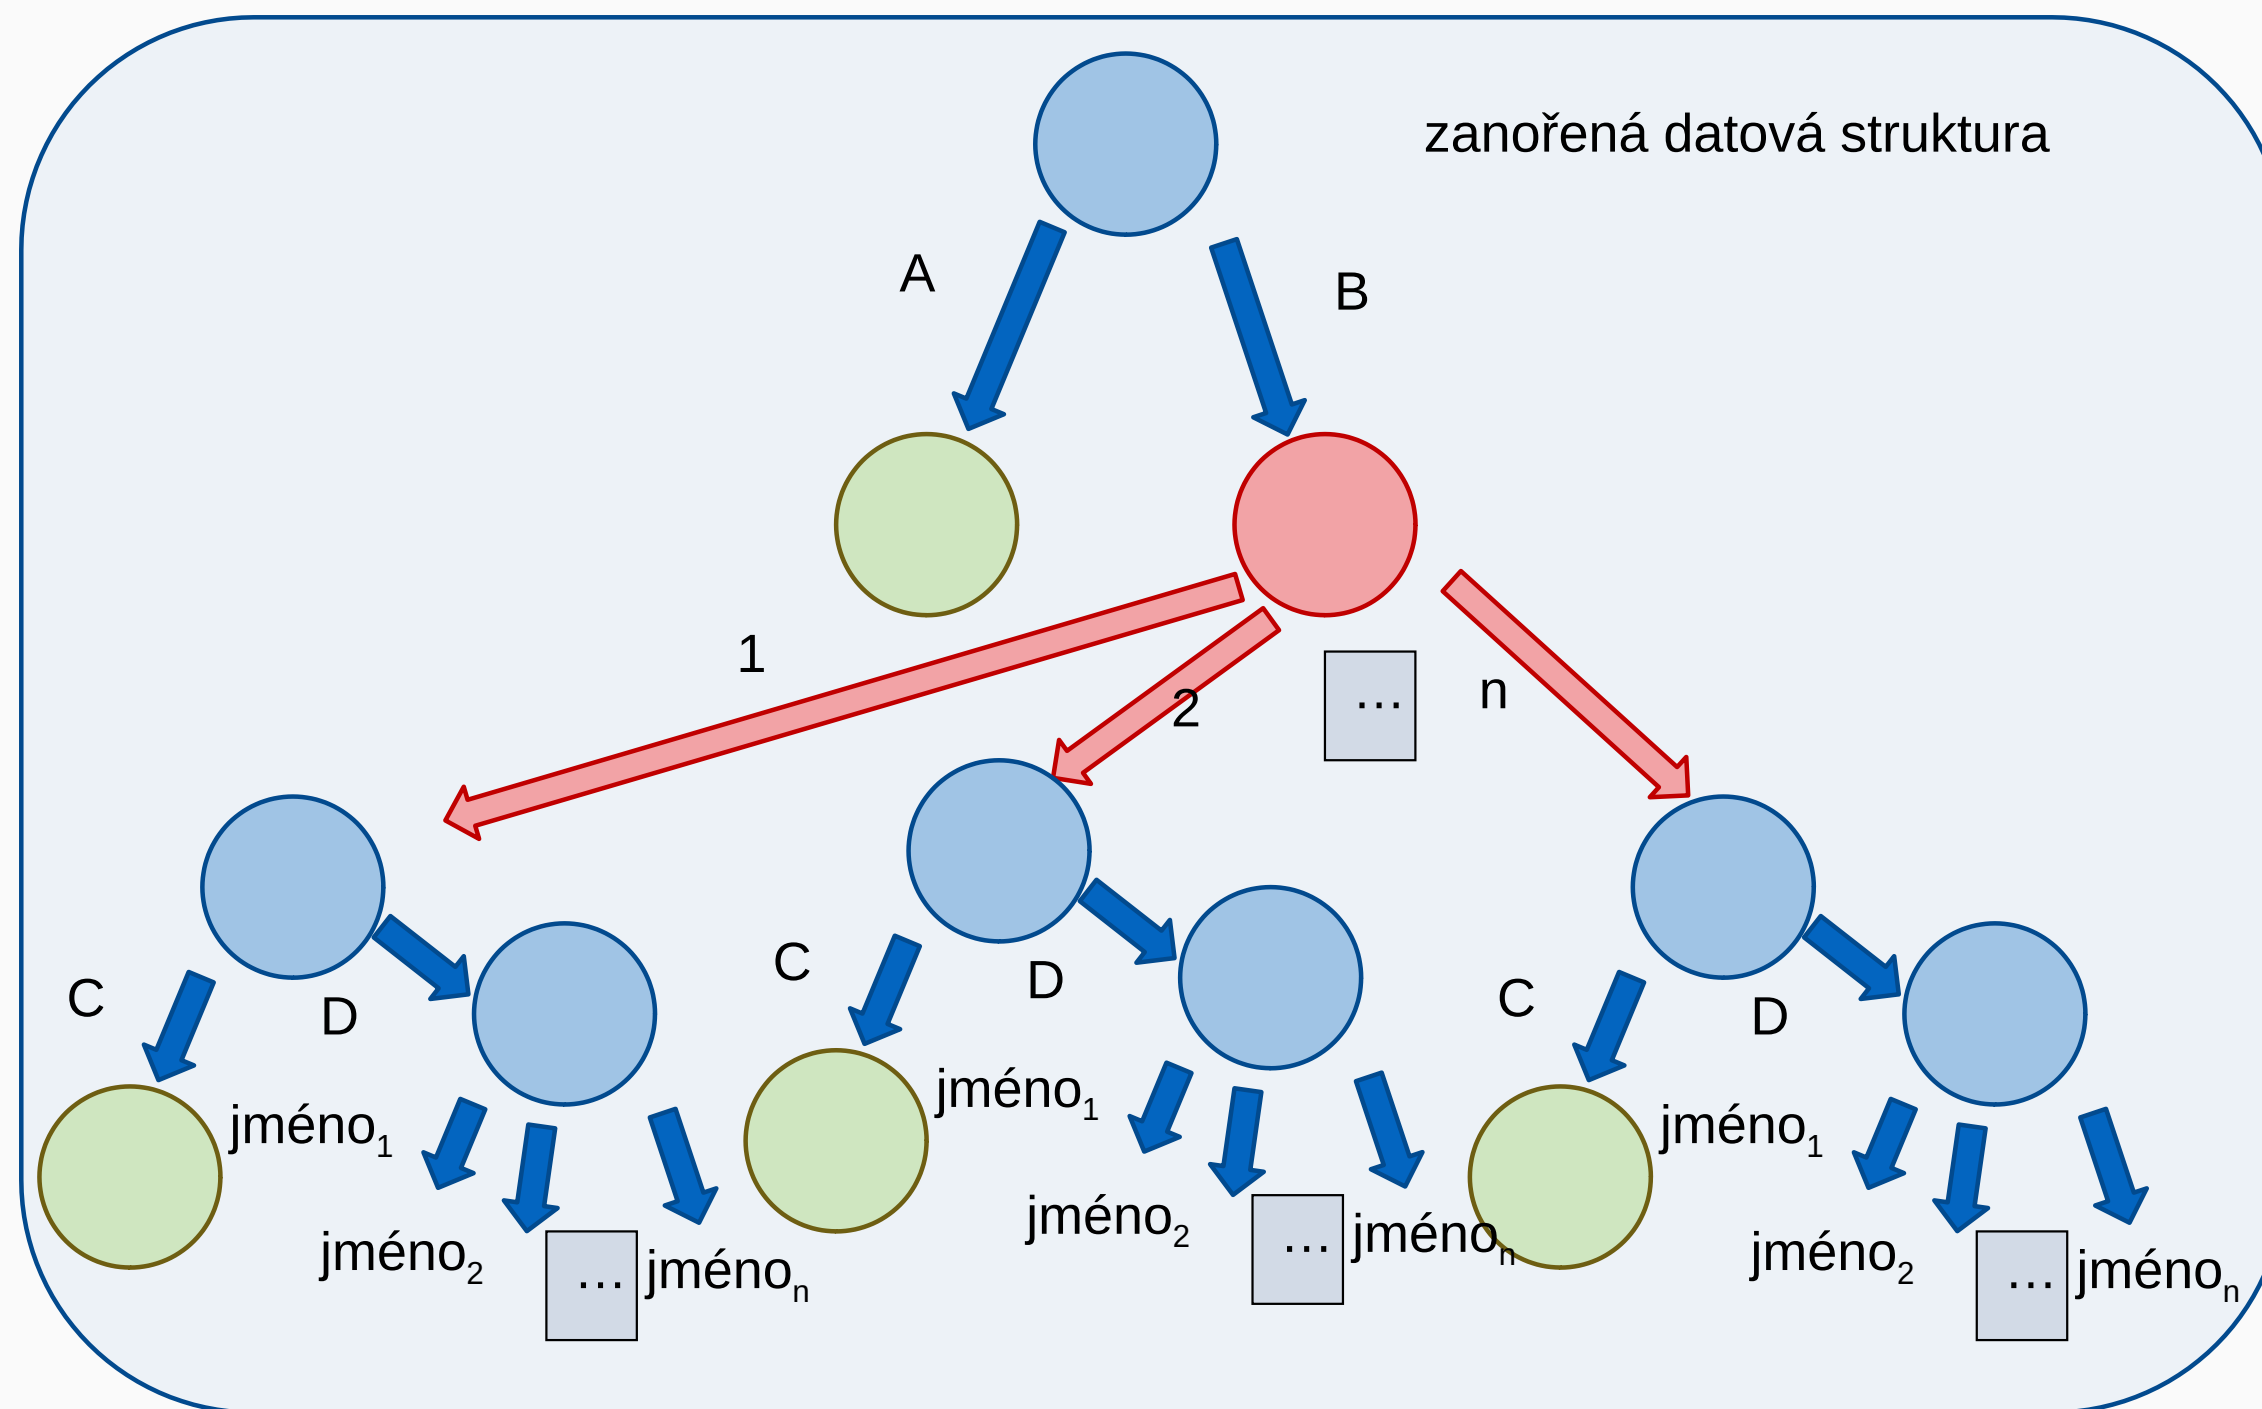 zanořená datová struktura
A
B
1
2
…
n
C
D
C
D
C
D
jméno1
jméno2
…
jménon
jméno1
jméno2
…
jménon
jméno1
jméno2
…
jménon